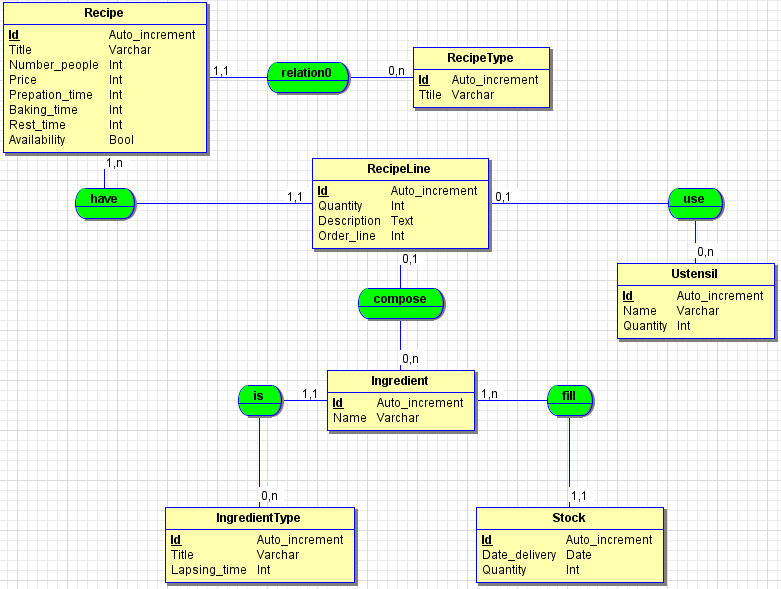 Recipe
Id Auto_increment
Title Varchar
Number_people Int
Price Int
Prepation_time Int
Baking_time Int
Rest_time Int
Availability Bool
1,1
relation0
0,n
RecipeType
Id Auto_increment
Ttile Varchar
1,n
have
1,1
RecipeLine
Id Auto_increment
Quantity Int
Description Text
Order_line Int
0,1
use
0,n
Ustensil
Id Auto_increment
Name Varchar
Quantity Int
0,1
compose
0,n
is
1,1
Ingredient
Id Auto_increment
Name Varchar
1,n
fill
0,n
IngredientType
Id Auto_increment
Title Varchar
Lapsing_time Int
1,1
Stock
Id Auto_increment
Date_delivery Date
Quantity Int